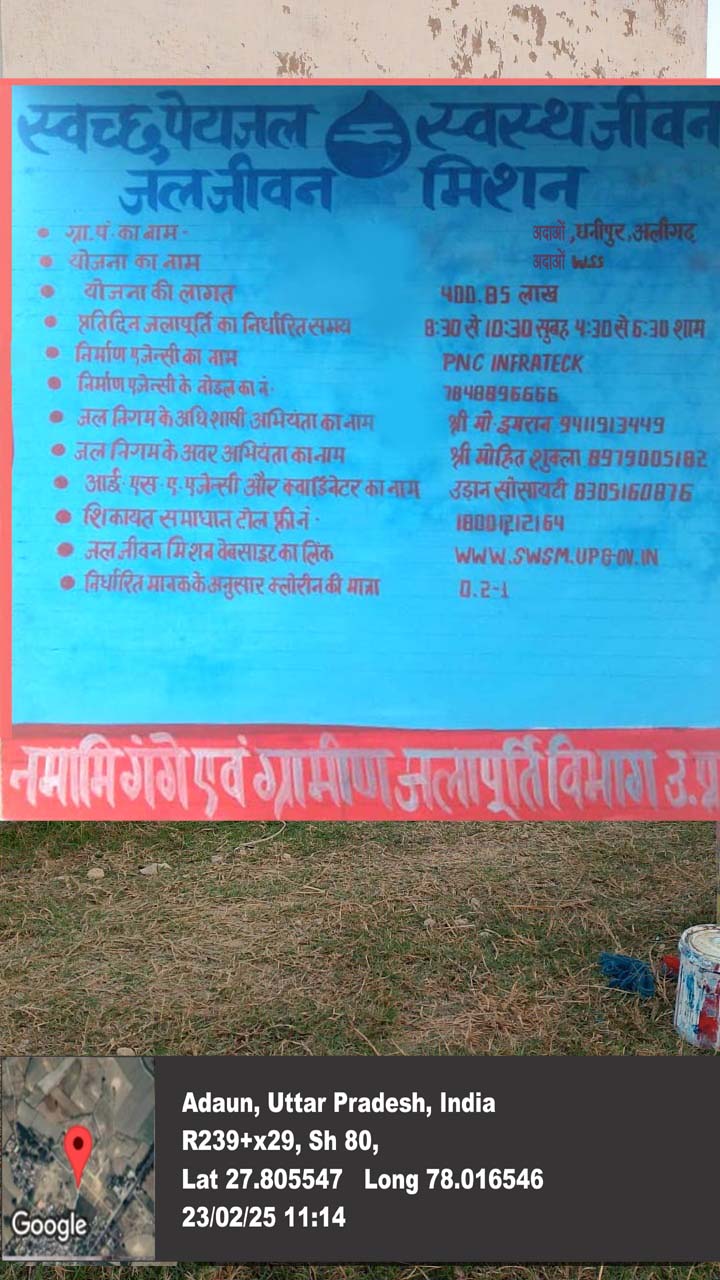 स्वच्छ पेयजल स्वस्थ जीवन
जल जीवन मिशन
• ग्रा.पं. का नाम - अदाओं ,धनीपुर, अलीगढ़
• योजना का नाम अदाओं WSS
• योजना की लागत 400.85 लाख
• प्रतिदिन जलापूर्ति का निर्धारित समय 8:30 से 10:30 सुबह 4:30 से 6:30 शाम
• निर्माण एजेन्सी का नाम PNC INFRATECK
• निर्माण एजेन्सी के नोडल का नं. 7848896666
• जल निगम के अधिशाषी अभियंता का नाम श्री मो इमरान 9411913449
• जल निगम के अवर अभियंता का नाम श्री मोहित शुक्ला 8979005182
• आई. एस. ए. एजेन्सी और क्वार्डिनेटर का नाम उड़ान सोसायटी 8305160876
• शिकायत समाधान टोल फ्री नं. 18001212164
• जल जीवन मिशन वेबसाइट का लिंक WWW.SWSM.UPGOV.IN
• निर्धारित मानक के अनुसार क्लोरीन की मात्रा 0.2-1
नमामि गंगे एवं ग्रामीण जलापूर्ति विभाग उ.प्र
Adaun, Uttar Pradesh, India
R239+x29, Sh 80,
Lat 27.805547 Long 78.016546
23/02/25 11:14
Google